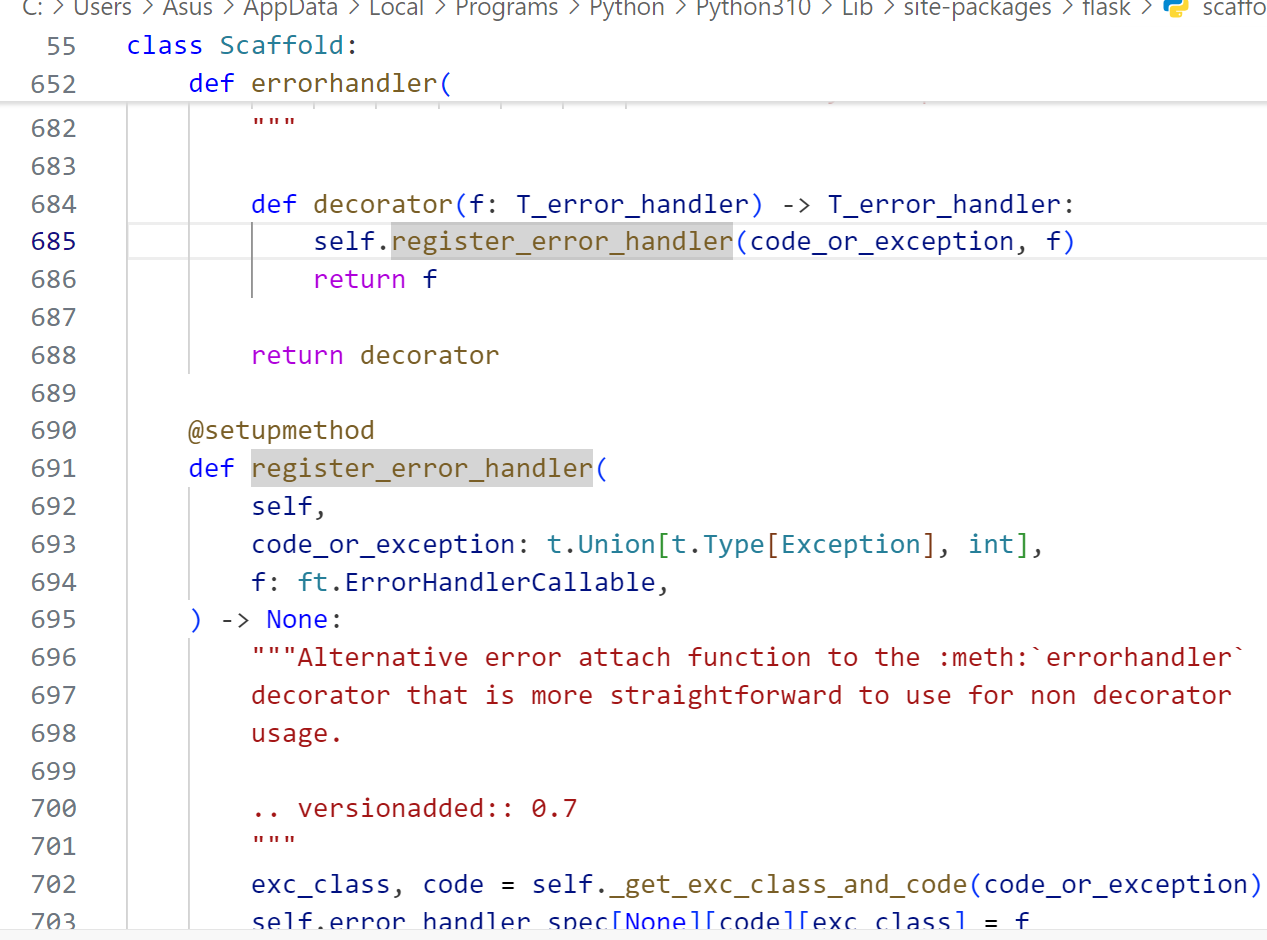 C: > Users > Asus > AppData > Local > Programs > Python > Python310 > Lib > site-packages > flask > scaffo
55 class Scaffold:
652 def errorhandler(
682 """
683
684 def decorator(f: T_error_handler) -> T_error_handler:
685 self.register_error_handler(code_or_exception, f)
686 return f
687
688 return decorator
689
690 @setupmethod
691 def register_error_handler(
692 self,
693 code_or_exception: t.Union[t.Type[Exception], int],
694 f: ft.ErrorHandlerCallable,
695 ) -> None:
696 """Alternative error attach function to the :meth:`errorhandler`
697 decorator that is more straightforward to use for non decorator
698 usage.
699
700 .. versionadded:: 0.7
701 """
702 exc_class, code = self._get_exc_class_and_code(code_or_exception)
703 self.error_handler_spec[None][code][exc_class] = f